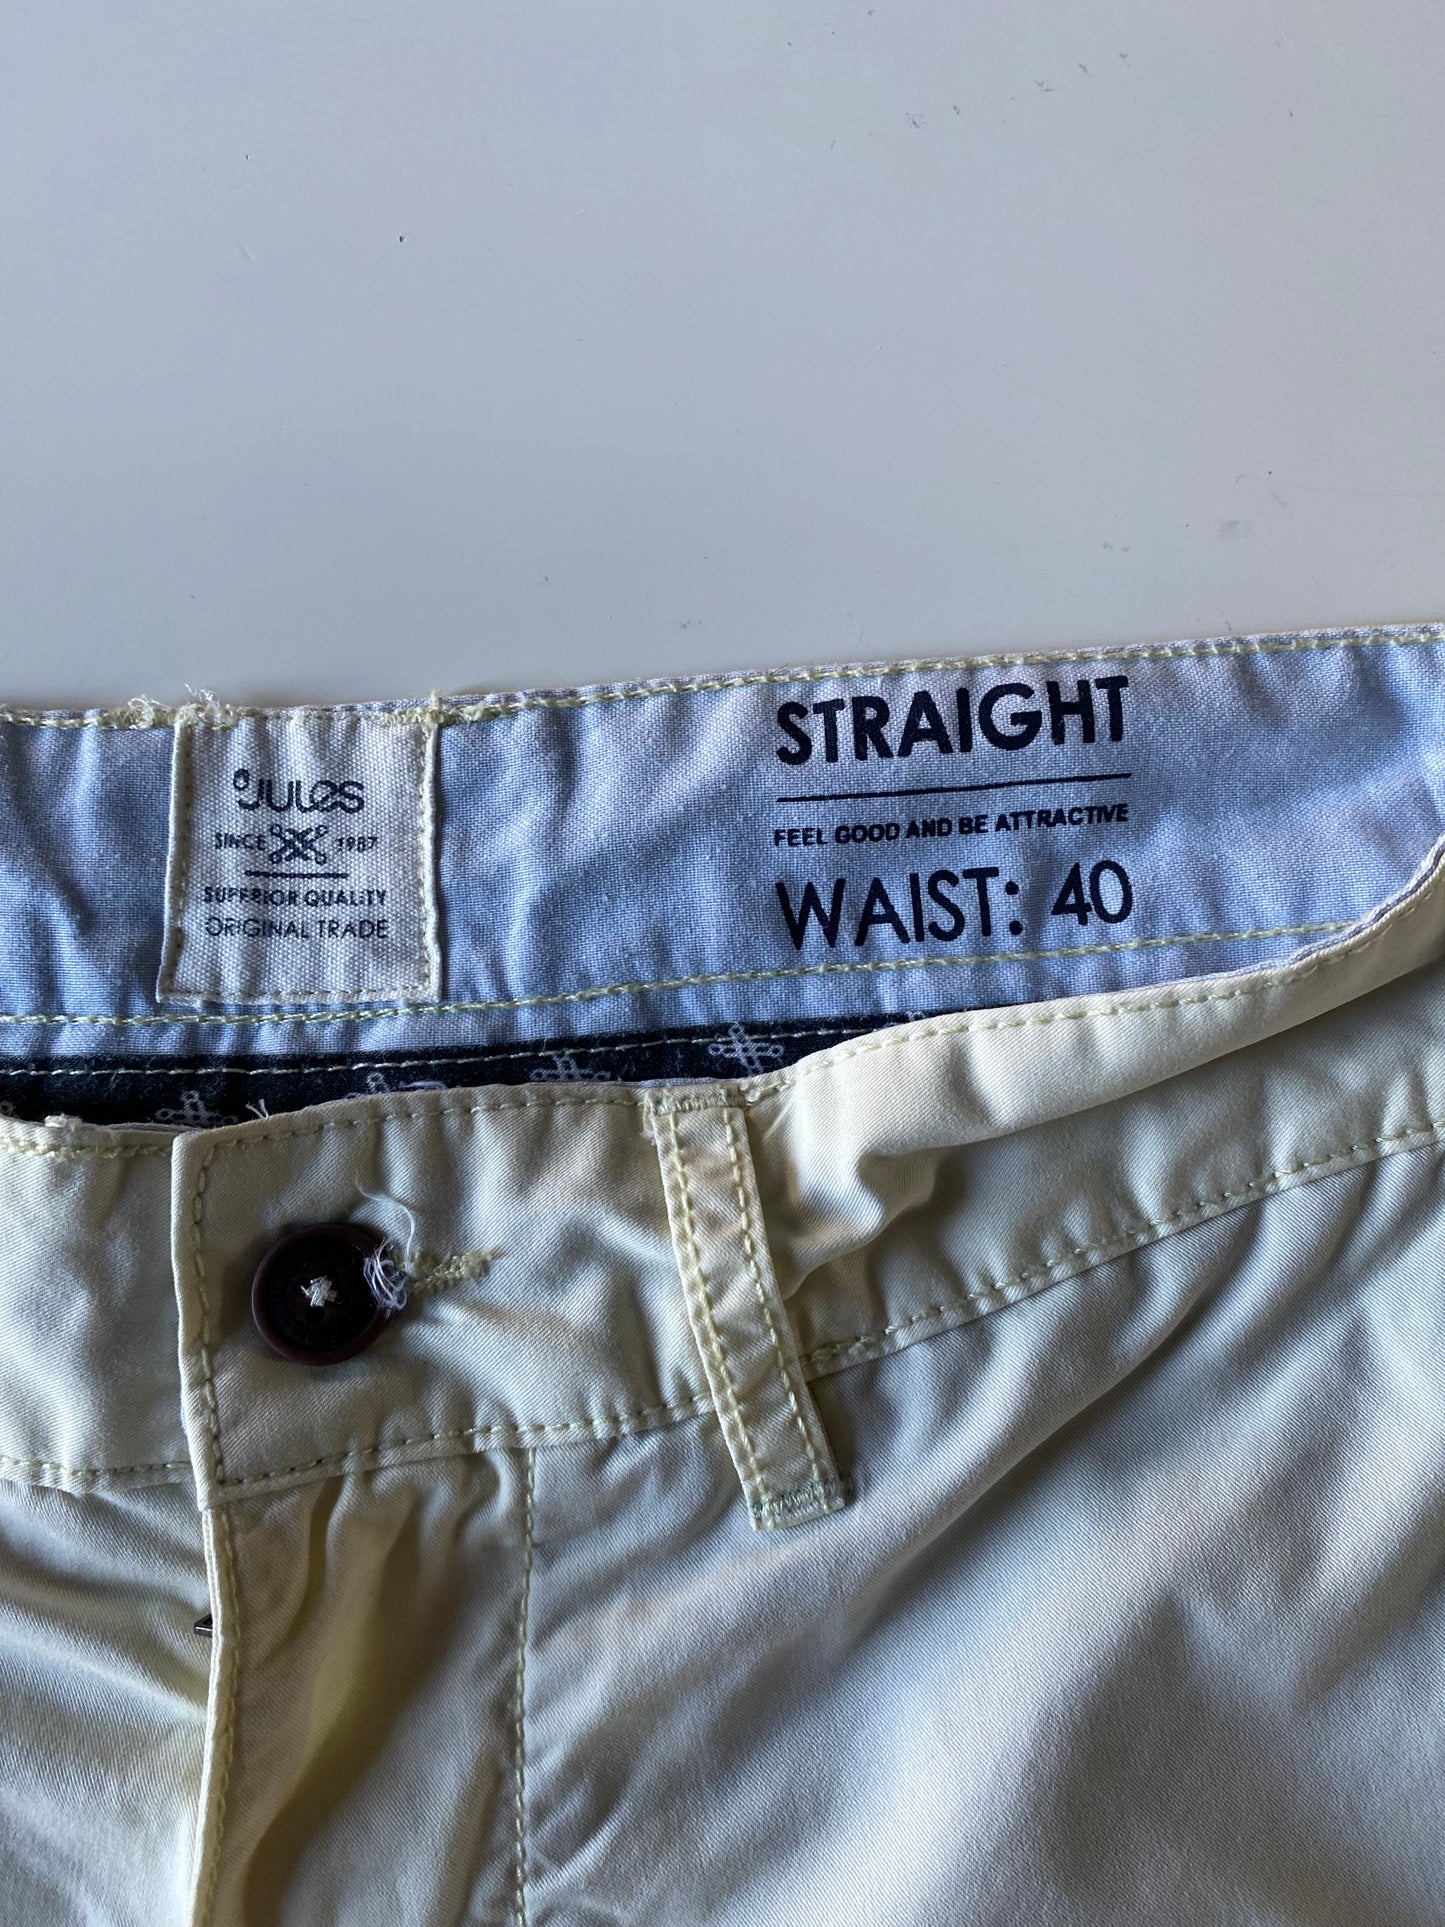 JULES
SINCE 1987
SUPERIOR QUALITY
ORIGINAL TRADE
STRAIGHT
FEEL GOOD AND BE ATTRACTIVE
WAIST: 40